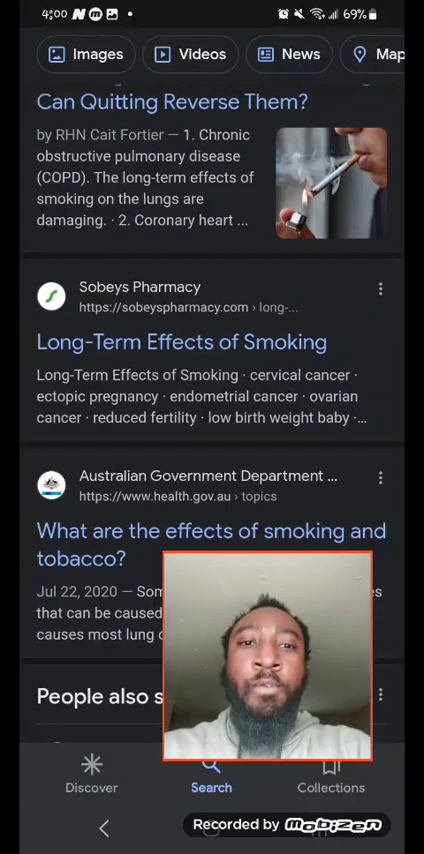 4:00
69%
Images
Videos
News
Map
Can Quitting Reverse Them?
by RHN Cait Fortier — 1. Chronic
obstructive pulmonary disease
(COPD). The long-term effects of
smoking on the lungs are
damaging. · 2. Coronary heart ...
Sobeys Pharmacy
https://sobeyspharmacy.com › long-...
Long-Term Effects of Smoking
Long-Term Effects of Smoking · cervical cancer ·
ectopic pregnancy · endometrial cancer · ovarian
cancer · reduced fertility · low birth weight baby ·...
Australian Government Department ...
https://www.health.gov.au › topics
What are the effects of smoking and
tobacco?
Jul 22, 2020 —
that can be caused
causes most lung
People also
Discover
Search
Collections
Recorded by mobizen